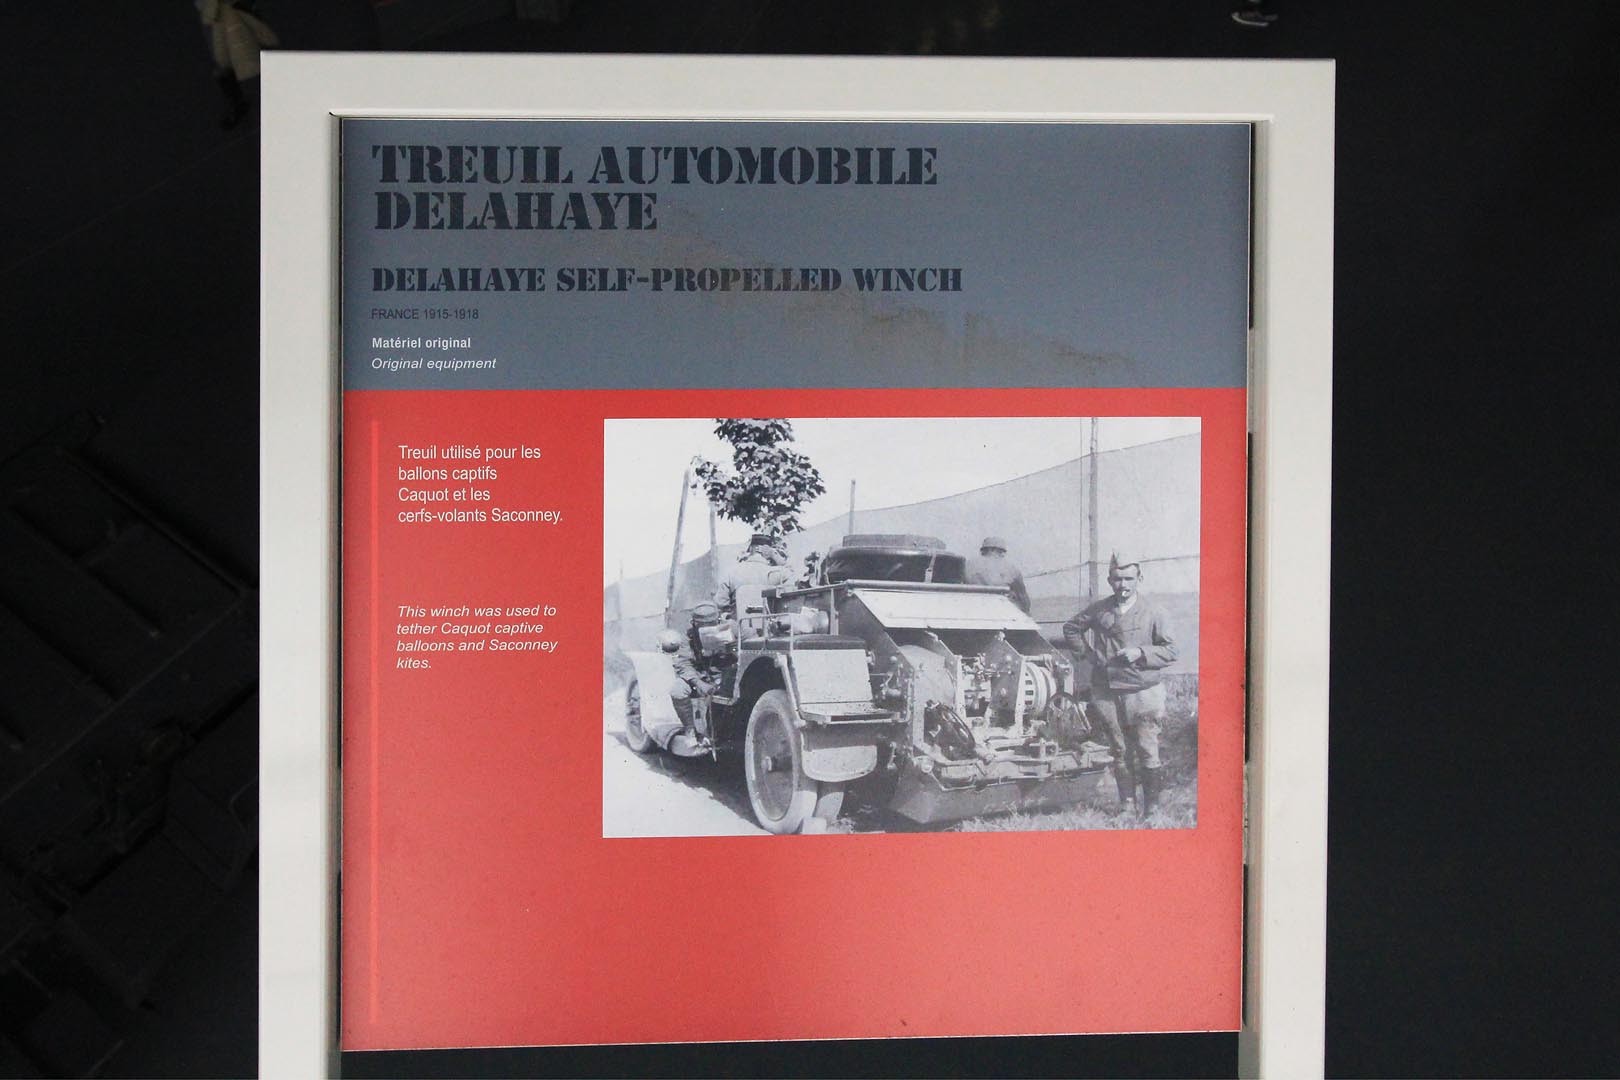 TREUIL AUTOMOBILE
DELAHAYE
DELAHAYE SELF-PROPELLED WINCH
FRANCE 1915-1918
Matériel original
Original equipment
Treuil utilisé pour les
ballons captifs
Caquot et les
cerfs-volants Saconney.
This winch was used to
tether Caquot captive
balloons and Saconney
kites.